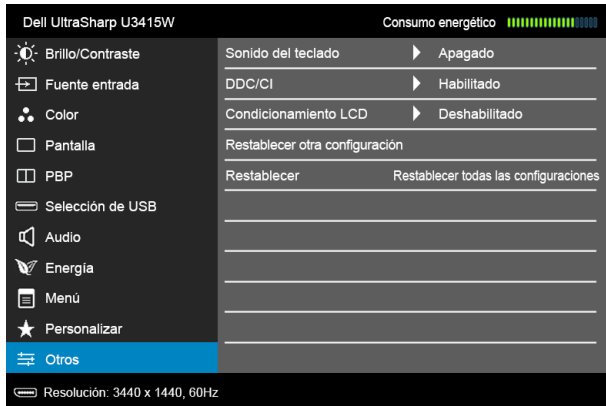 Dell UltraSharp U3415W Consumo energético
Brillo/Contraste Sonido del teclado Apagado
Fuente entrada DDC/CI Habilitado
Color Condicionamiento LCD Deshabilitado
Pantalla Restablecer otra configuración
PBP Restablecer Restablecer todas las configuraciones
Selección de USB
Audio
Energía
Menú
Personalizar
Otros
Resolución: 3440 x 1440, 60Hz